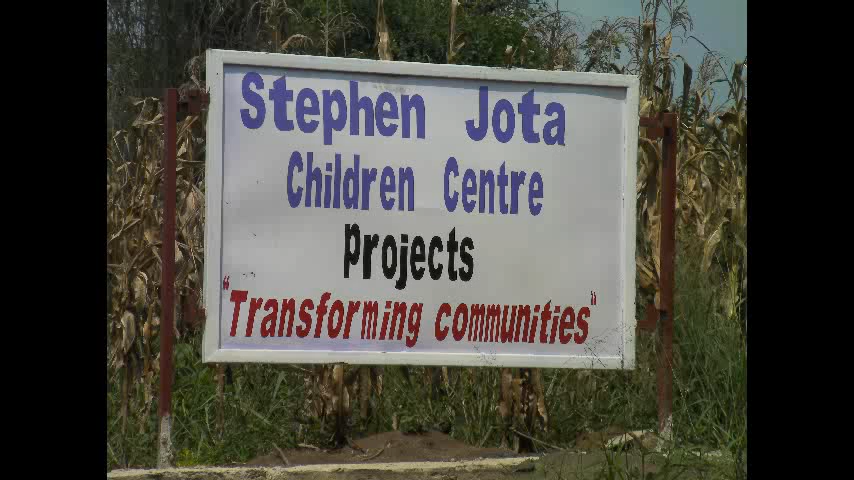 Stephen Jota
Children Centre
Projects
"Transforming communities"